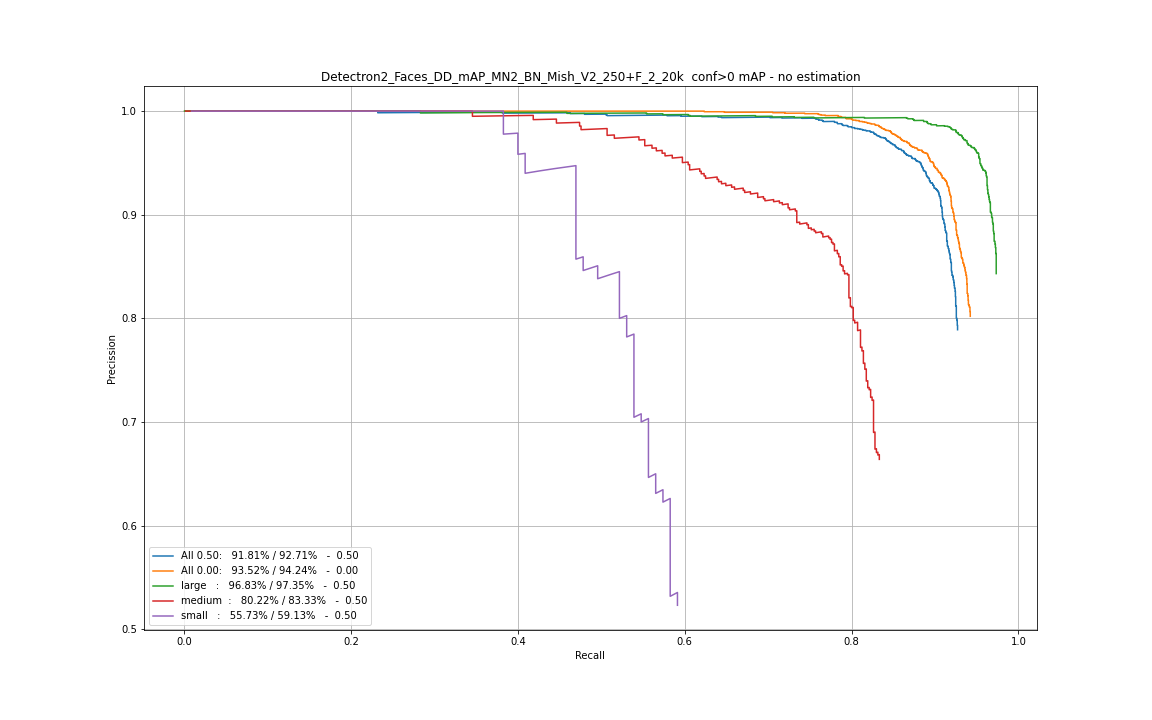 Detectron2_Faces_DD_mAP_MN2_BN_Mish_V2_250+F_2_20k  conf>0 mAP - no estimation
1.0
0.9
0.8
0.7
0.6
0.5
Precission
All 0.50:   91.81% / 92.71%   -  0.50
All 0.00:   93.52% / 94.24%   -  0.00
large   :   96.83% / 97.35%   -  0.50
medium  :   80.22% / 83.33%   -  0.50
small   :   55.73% / 59.13%   -  0.50
0.0 0.2 0.4 0.6 0.8 1.0
Recall